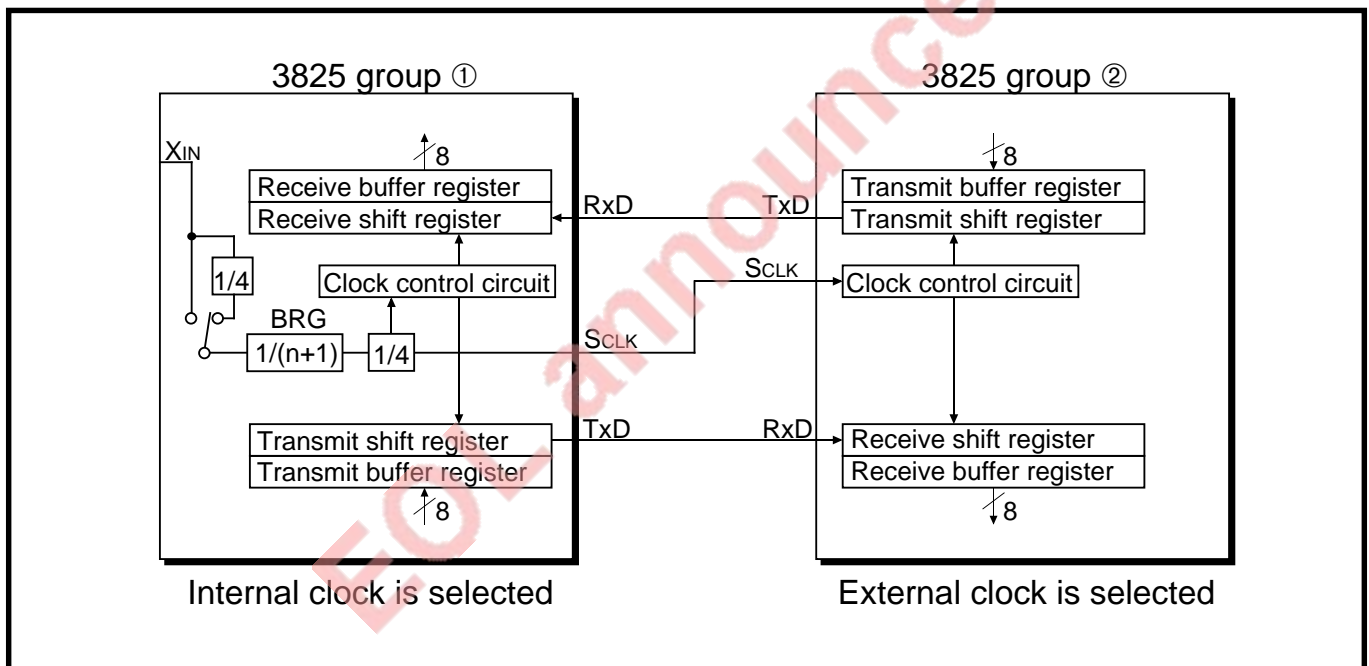 3825 group ①
XIN
8
Receive buffer register
Receive shift register
RxD
1/4
Clock control circuit
BRG
1/(n+1)
1/4
SCLK
Transmit shift register
TxD
Transmit buffer register
8
Internal clock is selected
3825 group ②
8
Transmit buffer register
TxD
Transmit shift register
SCLK
Clock control circuit
RxD
Receive shift register
Receive buffer register
8
External clock is selected
EOL announce